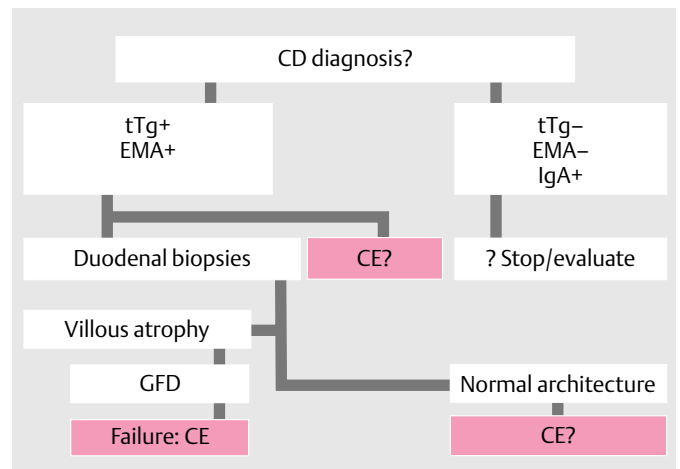 CD diagnosis?
tTg+
EMA+
tTg–
EMA–
IgA+
Duodenal biopsies
CE?
? Stop/evaluate
Villous atrophy
GFD
Normal architecture
Failure: CE
CE?